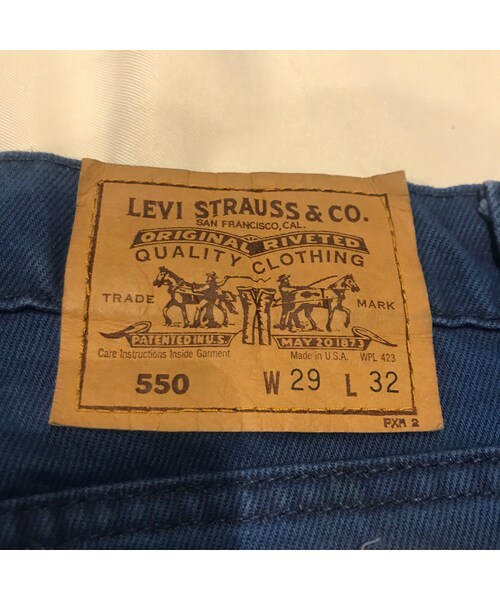 LEVI STRAUSS & CO.
SAN FRANCISCO, CAL.
ORIGINAL RIVETED
QUALITY CLOTHING
TRADE MARK
PATENTED IN U.S. MAY 20 1873
Care Instructions Inside Garment Made in U.S.A. WPL 423
550 W 29 L 32
PXM 2